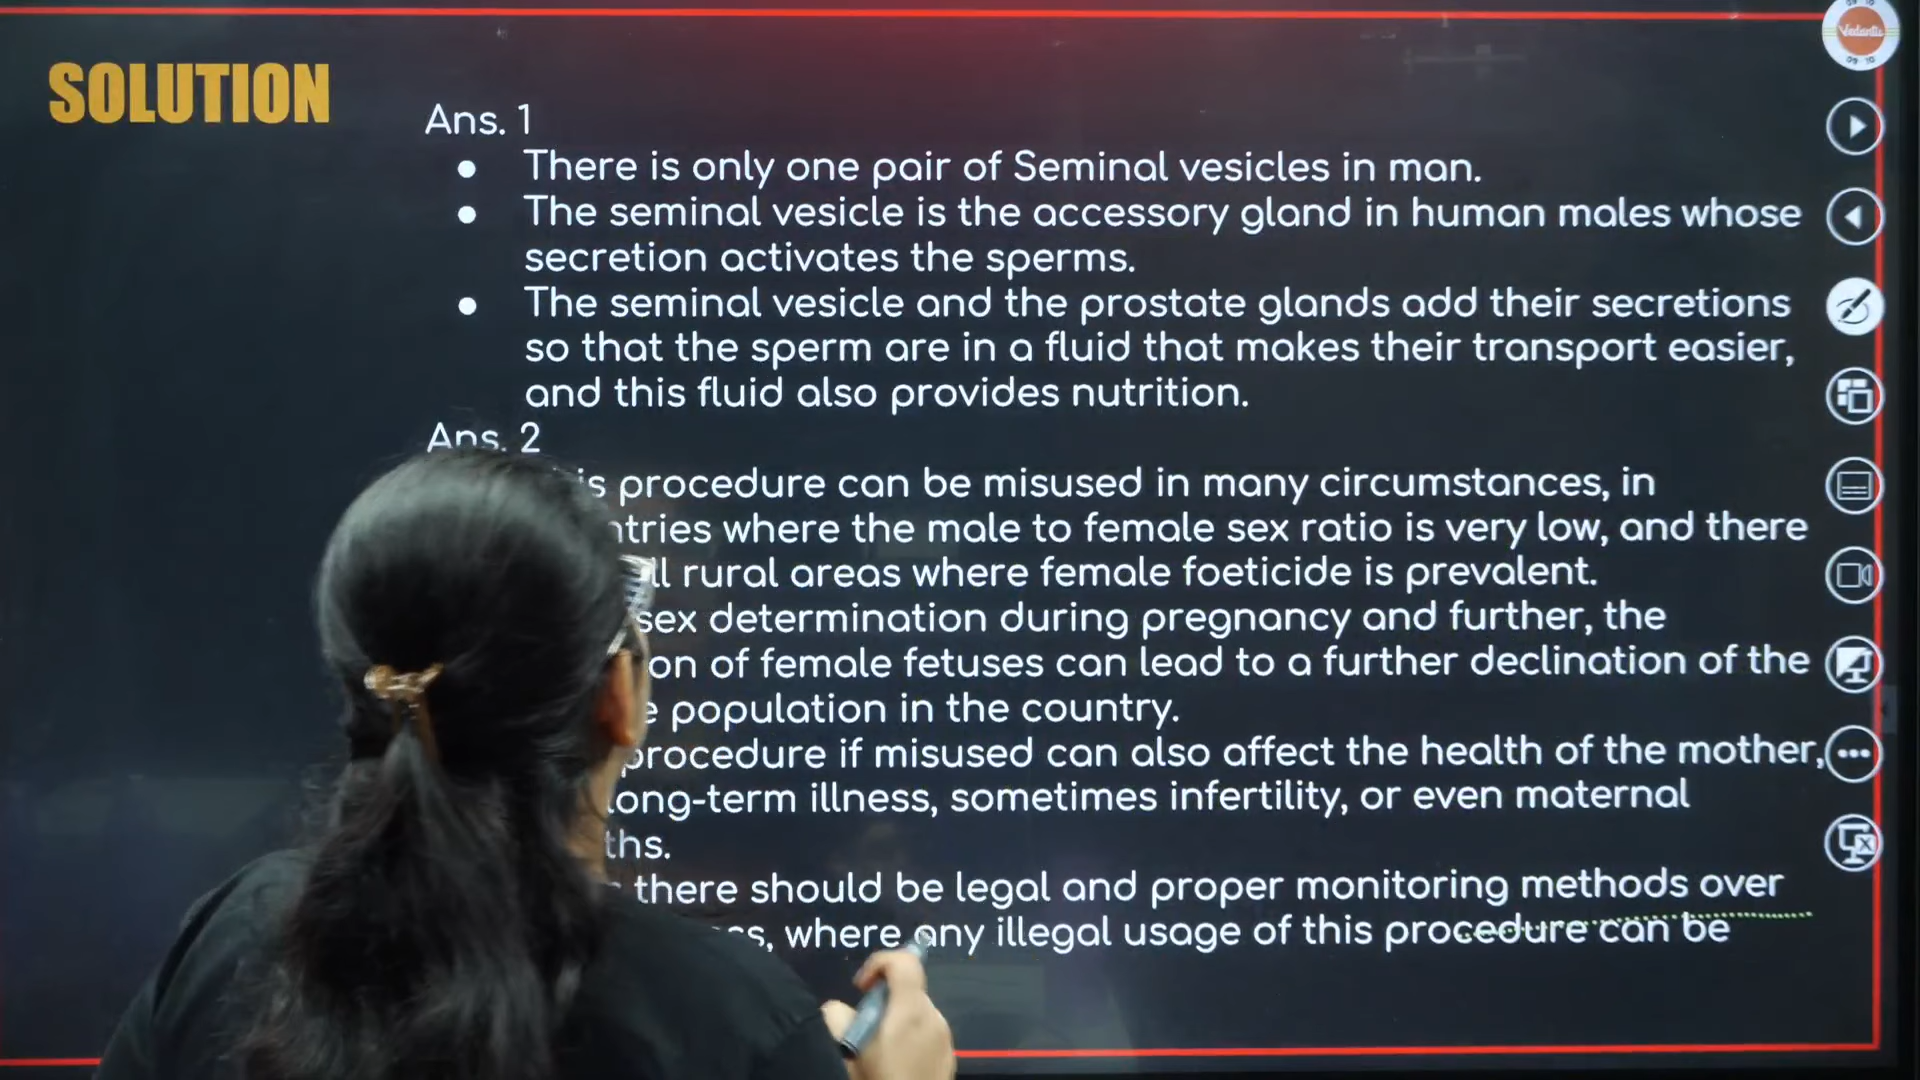 SOLUTION
Vedantu
Ans. 1
● There is only one pair of Seminal vesicles in man.
● The seminal vesicle is the accessory gland in human males whose
secretion activates the sperms.
● The seminal vesicle and the prostate glands add their secretions
so that the sperm are in a fluid that makes their transport easier,
and this fluid also provides nutrition.
Ans. 2
procedure can be misused in many circumstances, in
where the male to female sex ratio is very low, and there
rural areas where female foeticide is prevalent.
sex determination during pregnancy and further, the
of female fetuses can lead to a further declination of the
population in the country.
procedure if misused can also affect the health of the mother,
long-term illness, sometimes infertility, or even maternal
there should be legal and proper monitoring methods over
where any illegal usage of this procedure can be